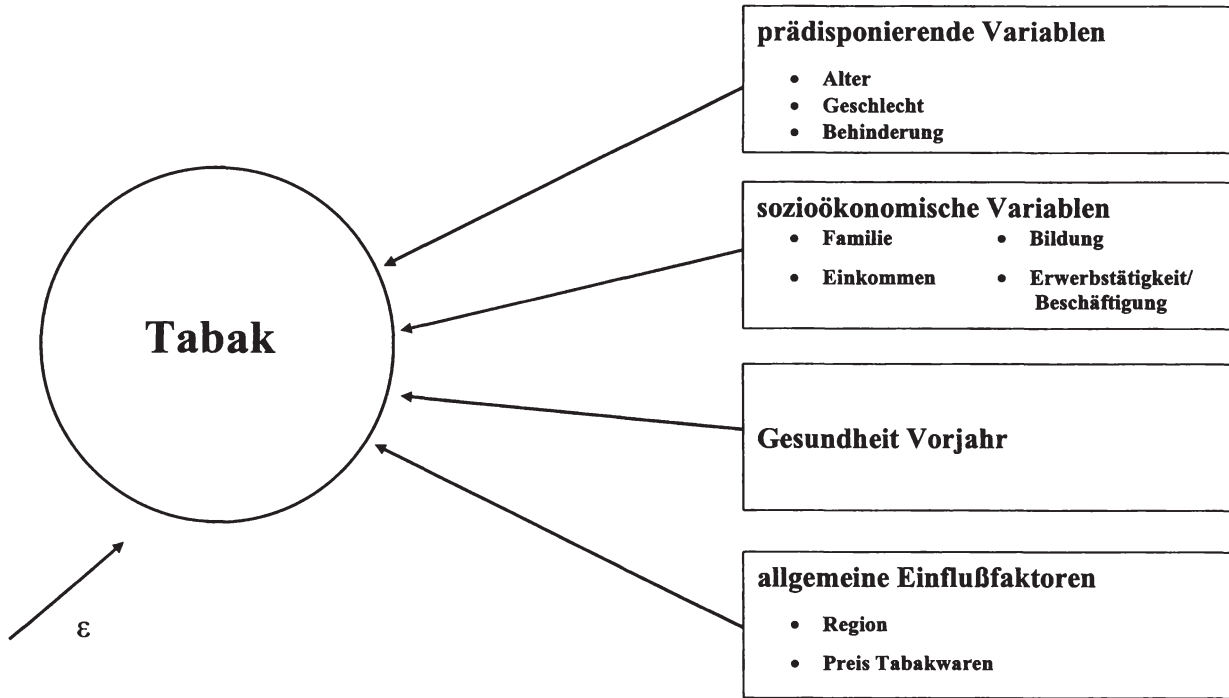 prädisponierende Variablen
• Alter
• Geschlecht
• Behinderung
sozioökonomische Variablen
• Familie • Bildung
• Einkommen • Erwerbstätigkeit/
Beschäftigung
Tabak
Gesundheit Vorjahr
allgemeine Einflußfaktoren
• Region
• Preis Tabakwaren
ε